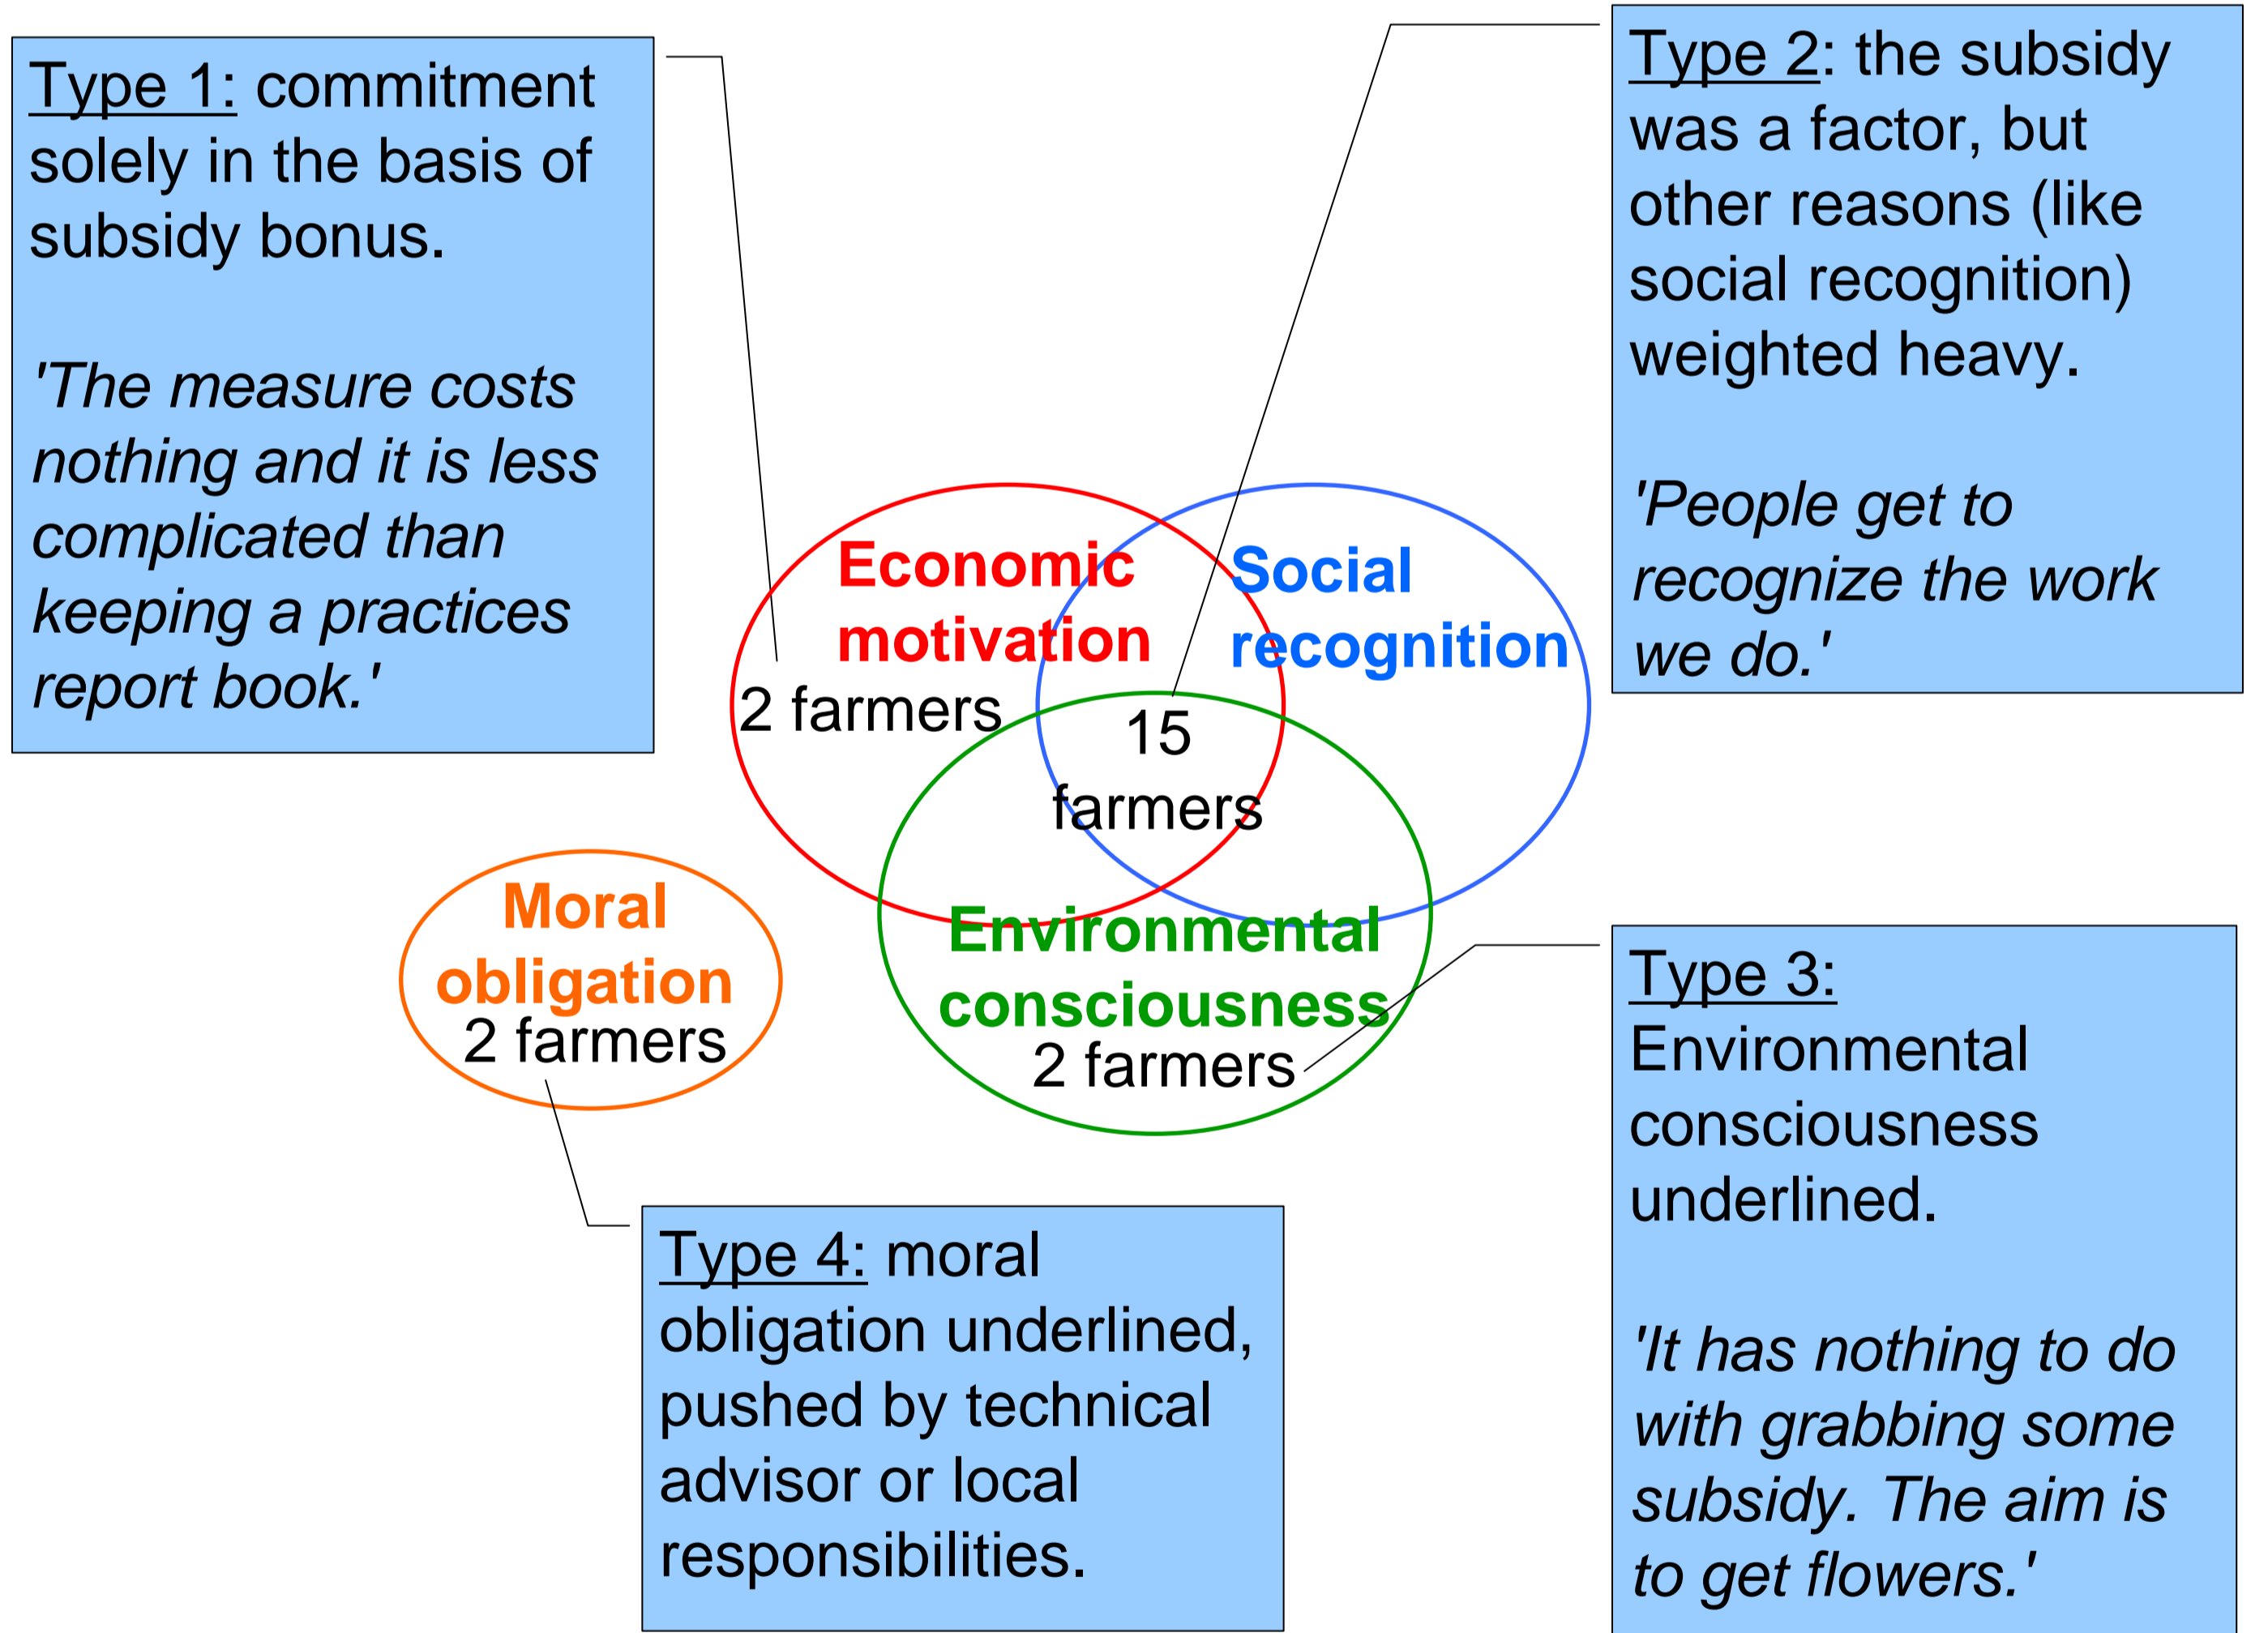 Type 1: commitment
solely in the basis of
subsidy bonus.
'The measure costs
nothing and it is less
complicated than
keeping a practices
report book.'
Type 2: the subsidy
was a factor, but
other reasons (like
social recognition)
weighted heavy.
'People get to
recognize the work
we do.'
Economic
motivation
2 farmers
Social
recognition
15
farmers
Moral
obligation
2 farmers
Environmental
consciousness
2 farmers
Type 3:
Environmental
consciousness
underlined.
'It has nothing to do
with grabbing some
subsidy. The aim is
to get flowers.'
Type 4: moral
obligation underlined,
pushed by technical
advisor or local
responsibilities.